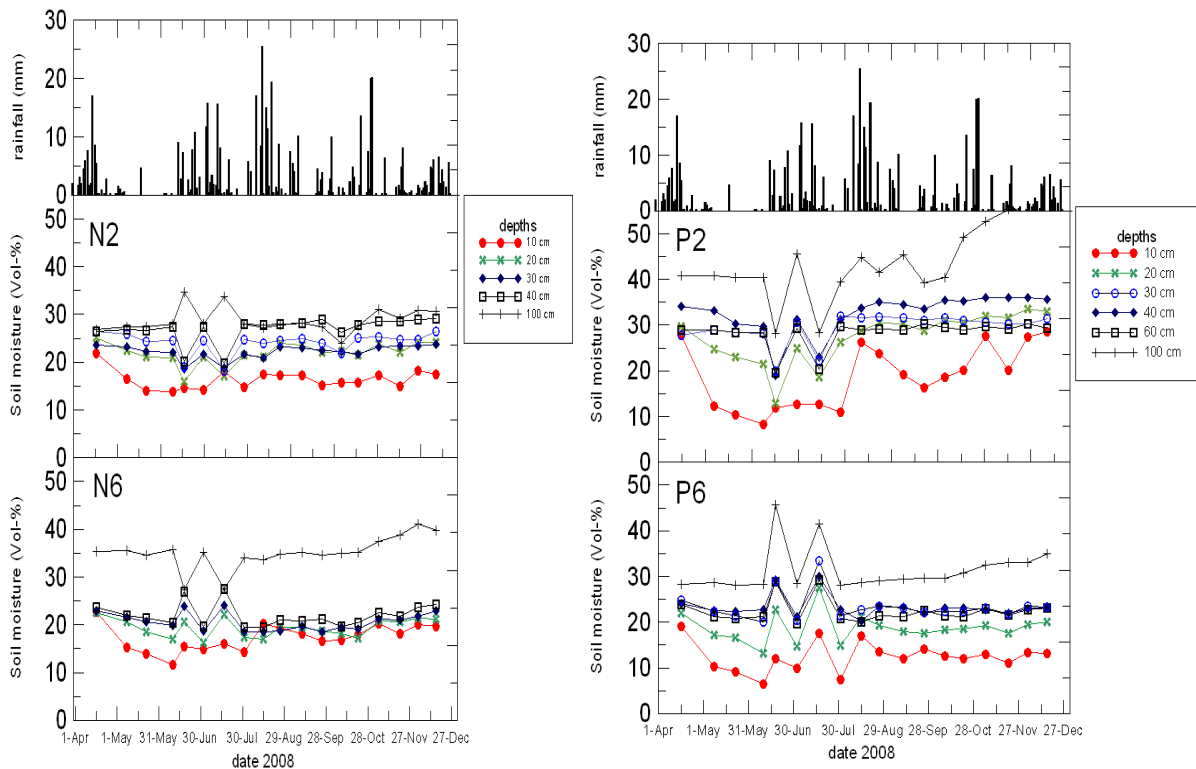 30
20
10
0
rainfall (mm)
N2
50
40
30
20
10
0
Soil moisture (Vol-%)
depths
10 cm
20 cm
30 cm
40 cm
100 cm
N6
50
40
30
20
10
0
Soil moisture (Vol-%)
1-Apr 1-May 31-May 30-Jun 30-Jul 29-Aug 28-Sep 28-Oct 27-Nov 27-Dec
date 2008
30
20
10
0
rainfall (mm)
P2
50
40
30
20
10
0
Soil moisture (Vol-%)
depths
10 cm
20 cm
30 cm
40 cm
60 cm
100 cm
P6
50
40
30
20
10
0
Soil moisture (Vol-%)
1-Apr 1-May 31-May 30-Jun 30-Jul 29-Aug 28-Sep 28-Oct 27-Nov 27-Dec
date 2008